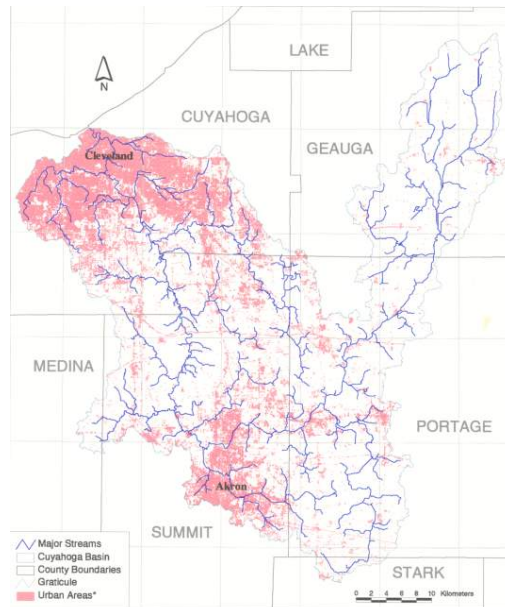 LAKE
N
CUYAHOGA
GEAUGA
Cleveland
MEDINA
PORTAGE
Akron
SUMMIT
STARK
Major Streams
Cuyahoga Basin
County Boundaries
Graticule
Urban Areas*
0 2 4 6 8 10 Kilometers